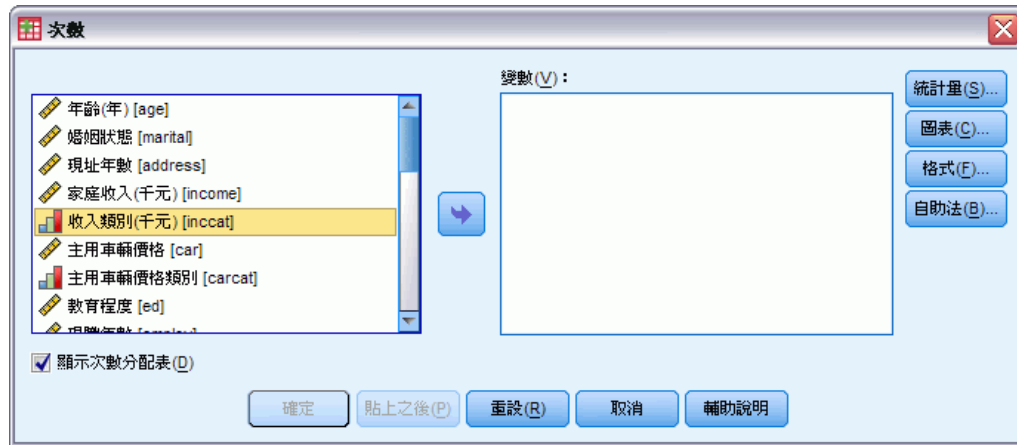 次數
變數(V)：
年齡(年) [age]
婚姻狀態 [marital]
現址年數 [address]
家庭收入(千元) [income]
收入類別(千元) [inccat]
主用車輛價格 [car]
主用車輛價格類別 [carcat]
教育程度 [ed]
統計量(S)...
圖表(C)...
格式(F)...
自助法(B)...
顯示次數分配表(D)
確定
貼上之後(P)
重設(R)
取消
輔助說明